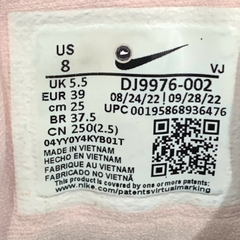 US
8
VJ
UK 5.5
EUR 39
cm 25
BR 37.5
CN 250(2.5)
DJ9976-002
08/24/22 | 09/28/22
UPC 00195868936476
04YY0Y4KYB01T
MADE IN VIETNAM
HECHO EN VIETNAM
FABRIQUE AU VIETNAM
FABRICADO NO VIETNÃ
www.nike.com/patentsvirtualmarking